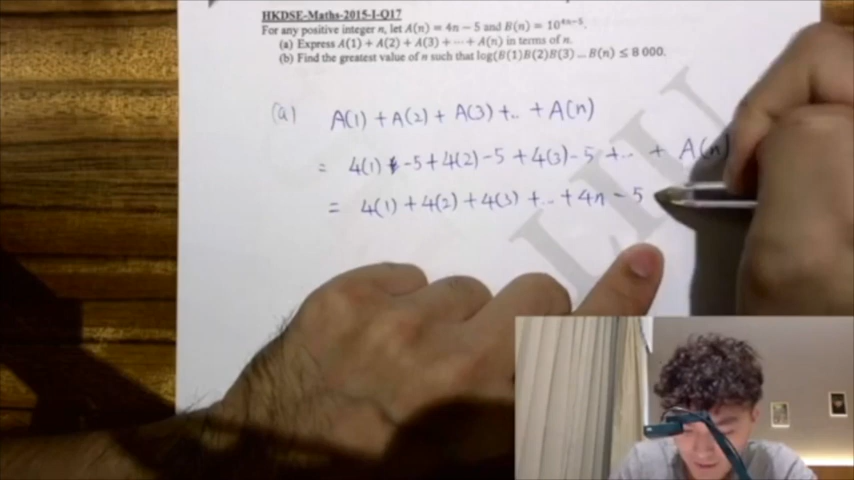 HKDSE-Maths-2015-I-Q17
For any positive integer n, let A(n) = 4n − 5 and B(n) = 10^{4n−5}.
(a) Express A(1) + A(2) + A(3) + ⋯ + A(n) in terms of n.
(b) Find the greatest value of n such that log(B(1)B(2)B(3) … B(n) ≤ 8 000.
(a) A(1) + A(2) + A(3) + .. + A(n)
= 4(1) -5 + 4(2) - 5 + 4(3) - 5 + .. + A(n)
= 4(1) + 4(2) + 4(3) + ... + 4n - 5
LIU